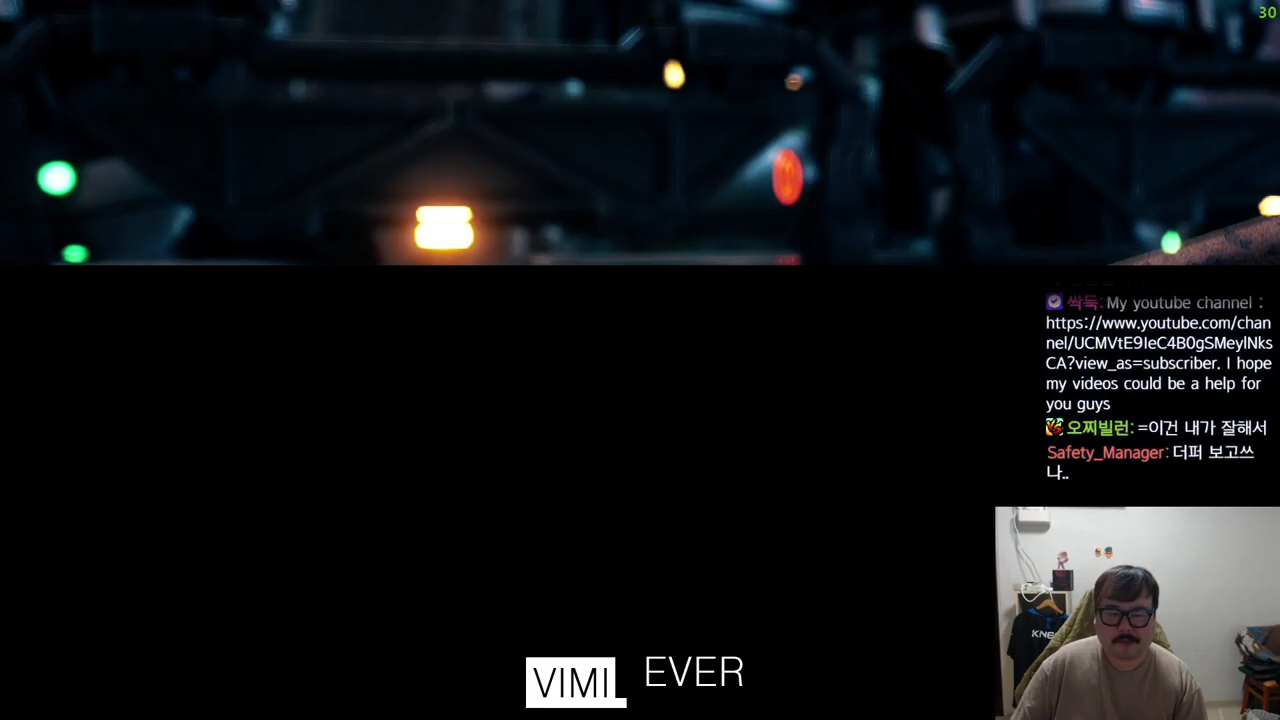 30
싹둑: My youtube channel :
https://www.youtube.com/chan
nel/UCMVtE9IeC4B0gSMeylNks
CA?view_as=subscriber. I hope
my videos could be a help for
you guys
오찌빌런: =이건 내가 잘해서
Safety_Manager: 더퍼 보고쓰
나..
KNE
VIMI EVER